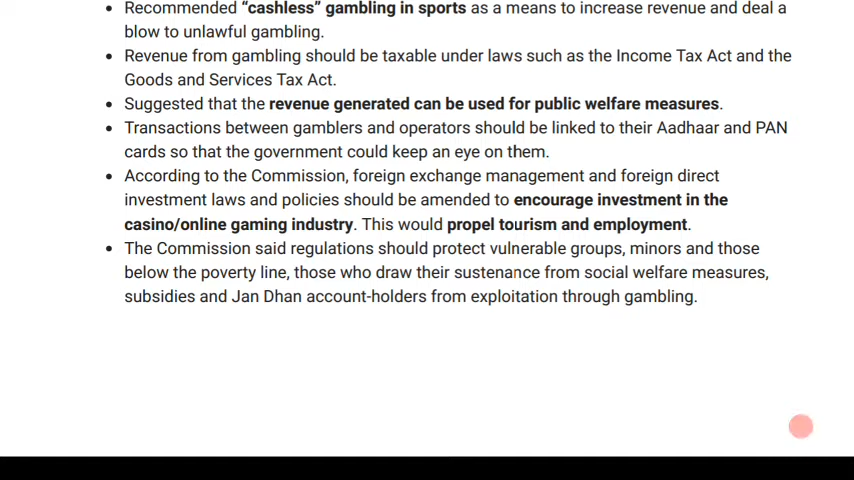 • Recommended “cashless” gambling in sports as a means to increase revenue and deal a
blow to unlawful gambling.
• Revenue from gambling should be taxable under laws such as the Income Tax Act and the
Goods and Services Tax Act.
• Suggested that the revenue generated can be used for public welfare measures.
• Transactions between gamblers and operators should be linked to their Aadhaar and PAN
cards so that the government could keep an eye on them.
• According to the Commission, foreign exchange management and foreign direct
investment laws and policies should be amended to encourage investment in the
casino/online gaming industry. This would propel tourism and employment.
• The Commission said regulations should protect vulnerable groups, minors and those
below the poverty line, those who draw their sustenance from social welfare measures,
subsidies and Jan Dhan account-holders from exploitation through gambling.